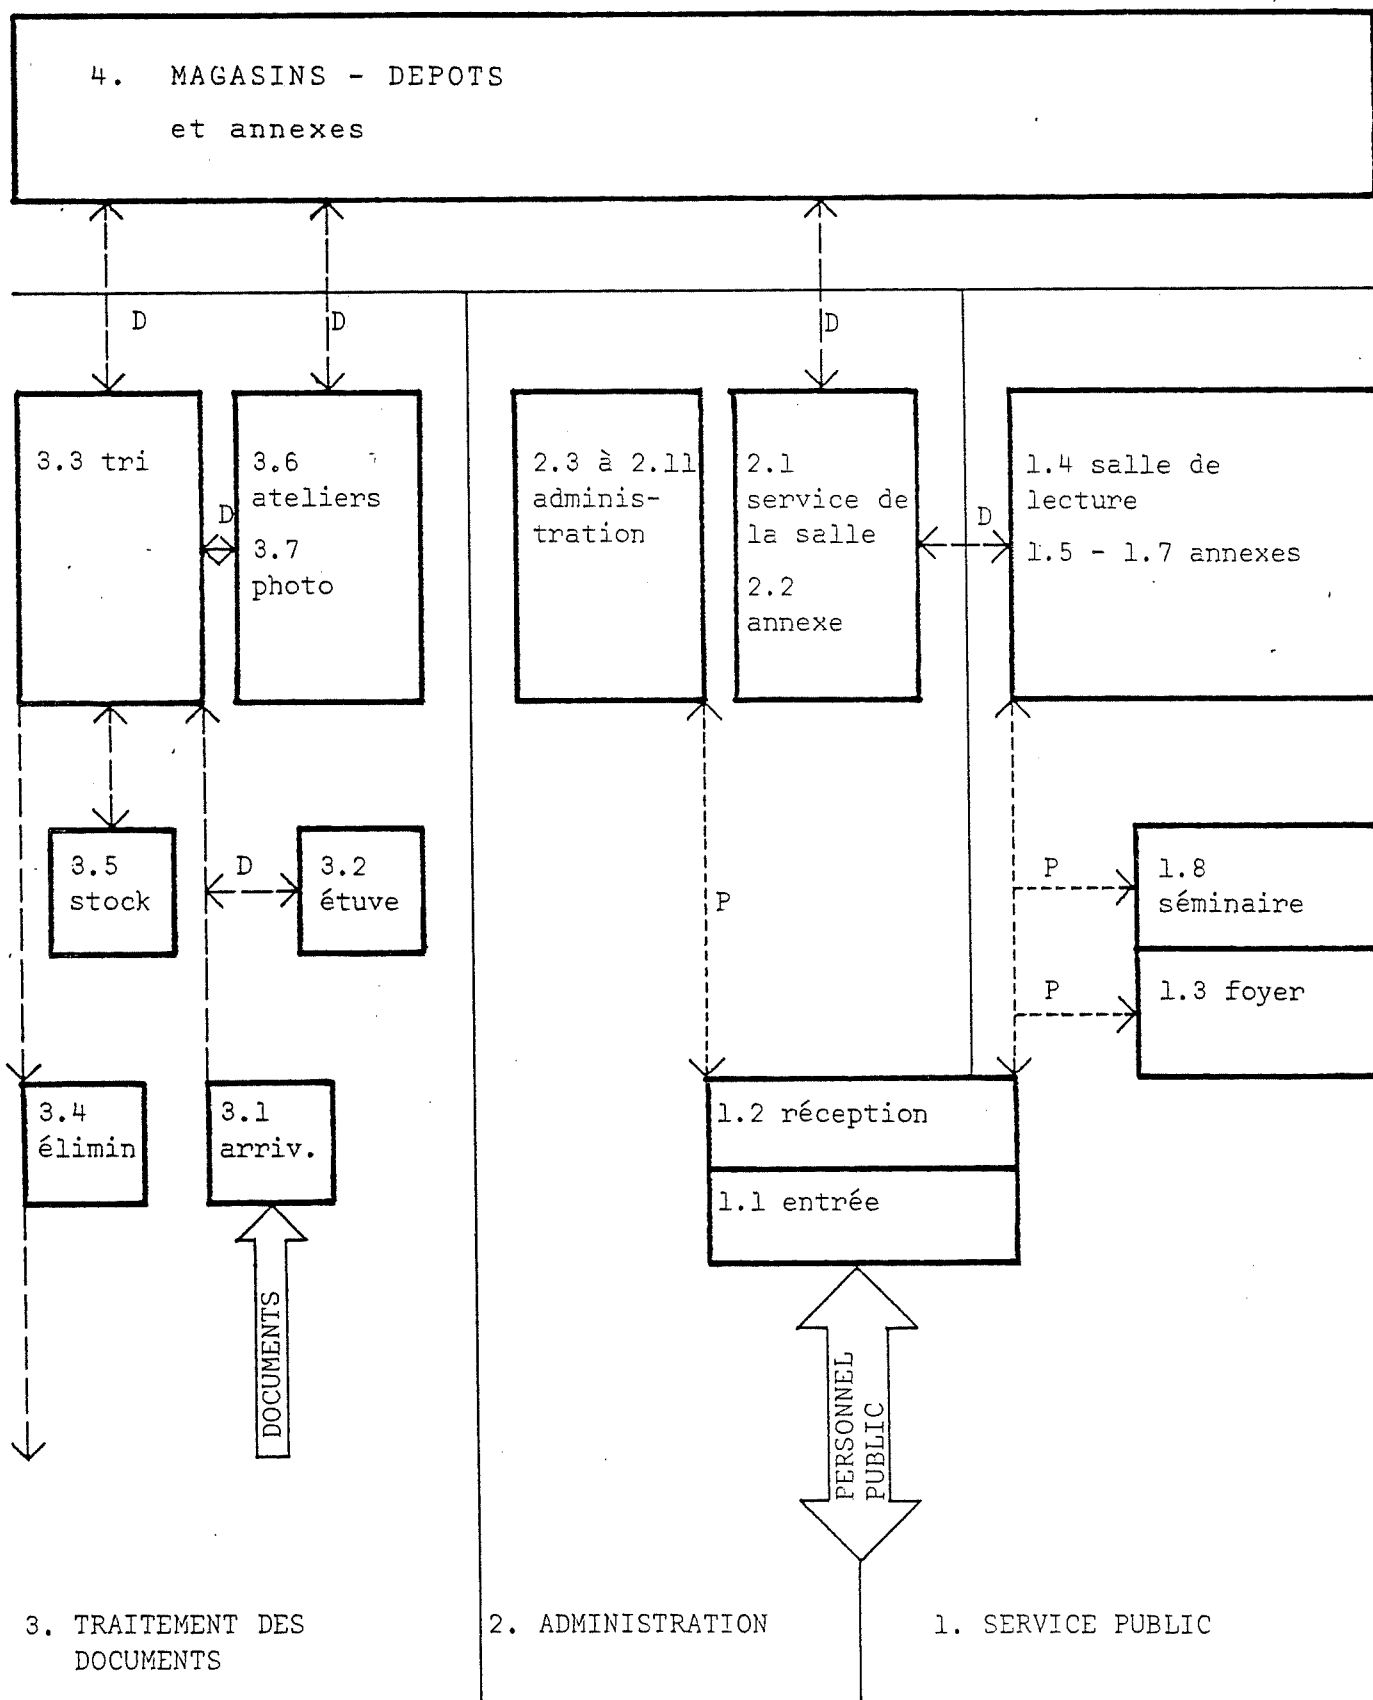 4. MAGASINS - DEPOTS
et annexes
D
D
D
3.3 tri
D
3.6
ateliers
3.7
photo
2.3 à 2.11
adminis-
tration
2.1
service de
la salle
2.2
annexe
D
1.4 salle de
lecture
1.5 - 1.7 annexes
3.5
stock
D
3.2
étuve
P
P
1.8
séminaire
P
1.3 foyer
3.4
élimin
3.1
arriv.
1.2 réception
1.1 entrée
DOCUMENTS
PERSONNEL
PUBLIC
3. TRAITEMENT DES
DOCUMENTS
2. ADMINISTRATION
1. SERVICE PUBLIC